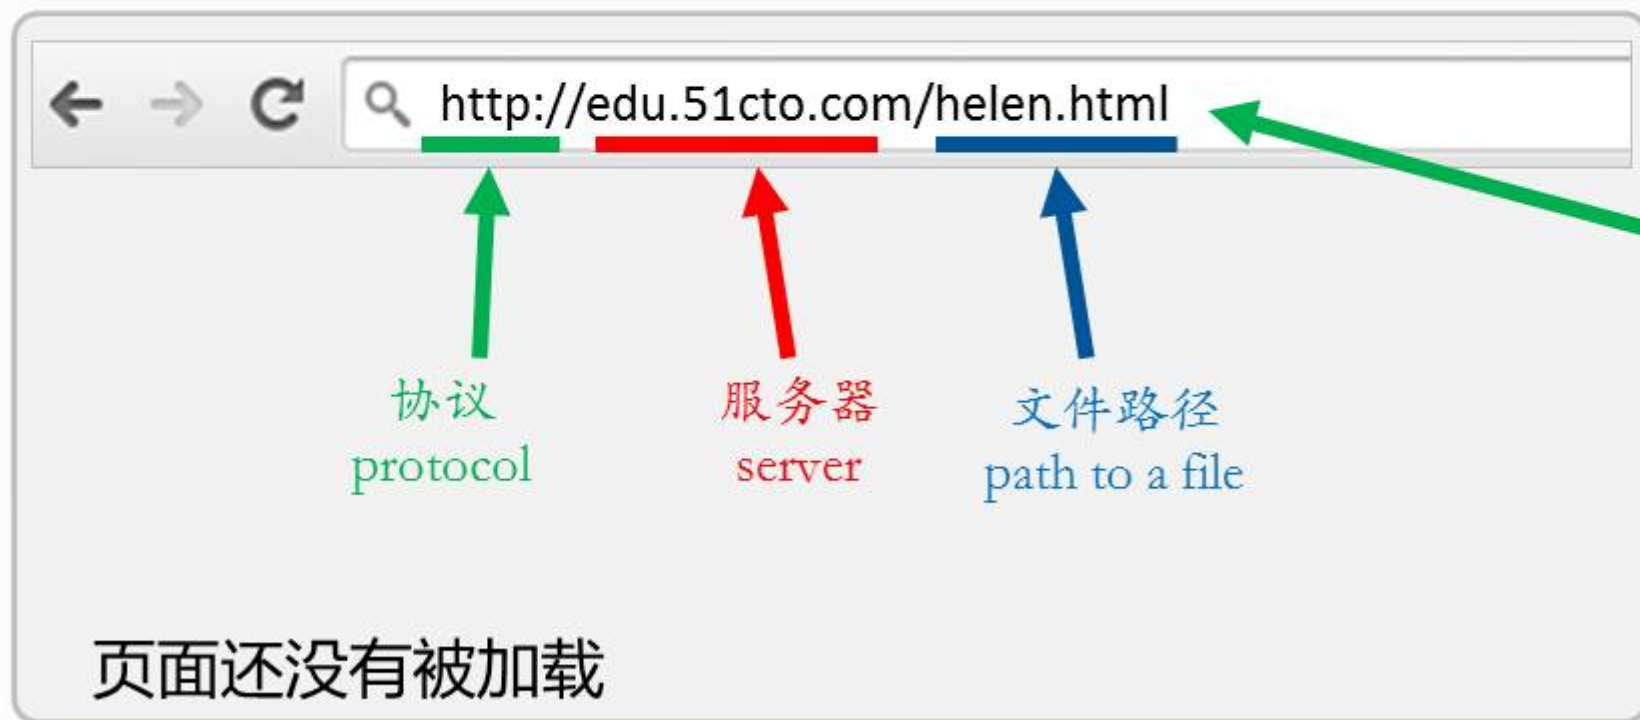 http://edu.51cto.com/helen.html
协议
protocol
服务器
server
文件路径
path to a file
页面还没有被加载